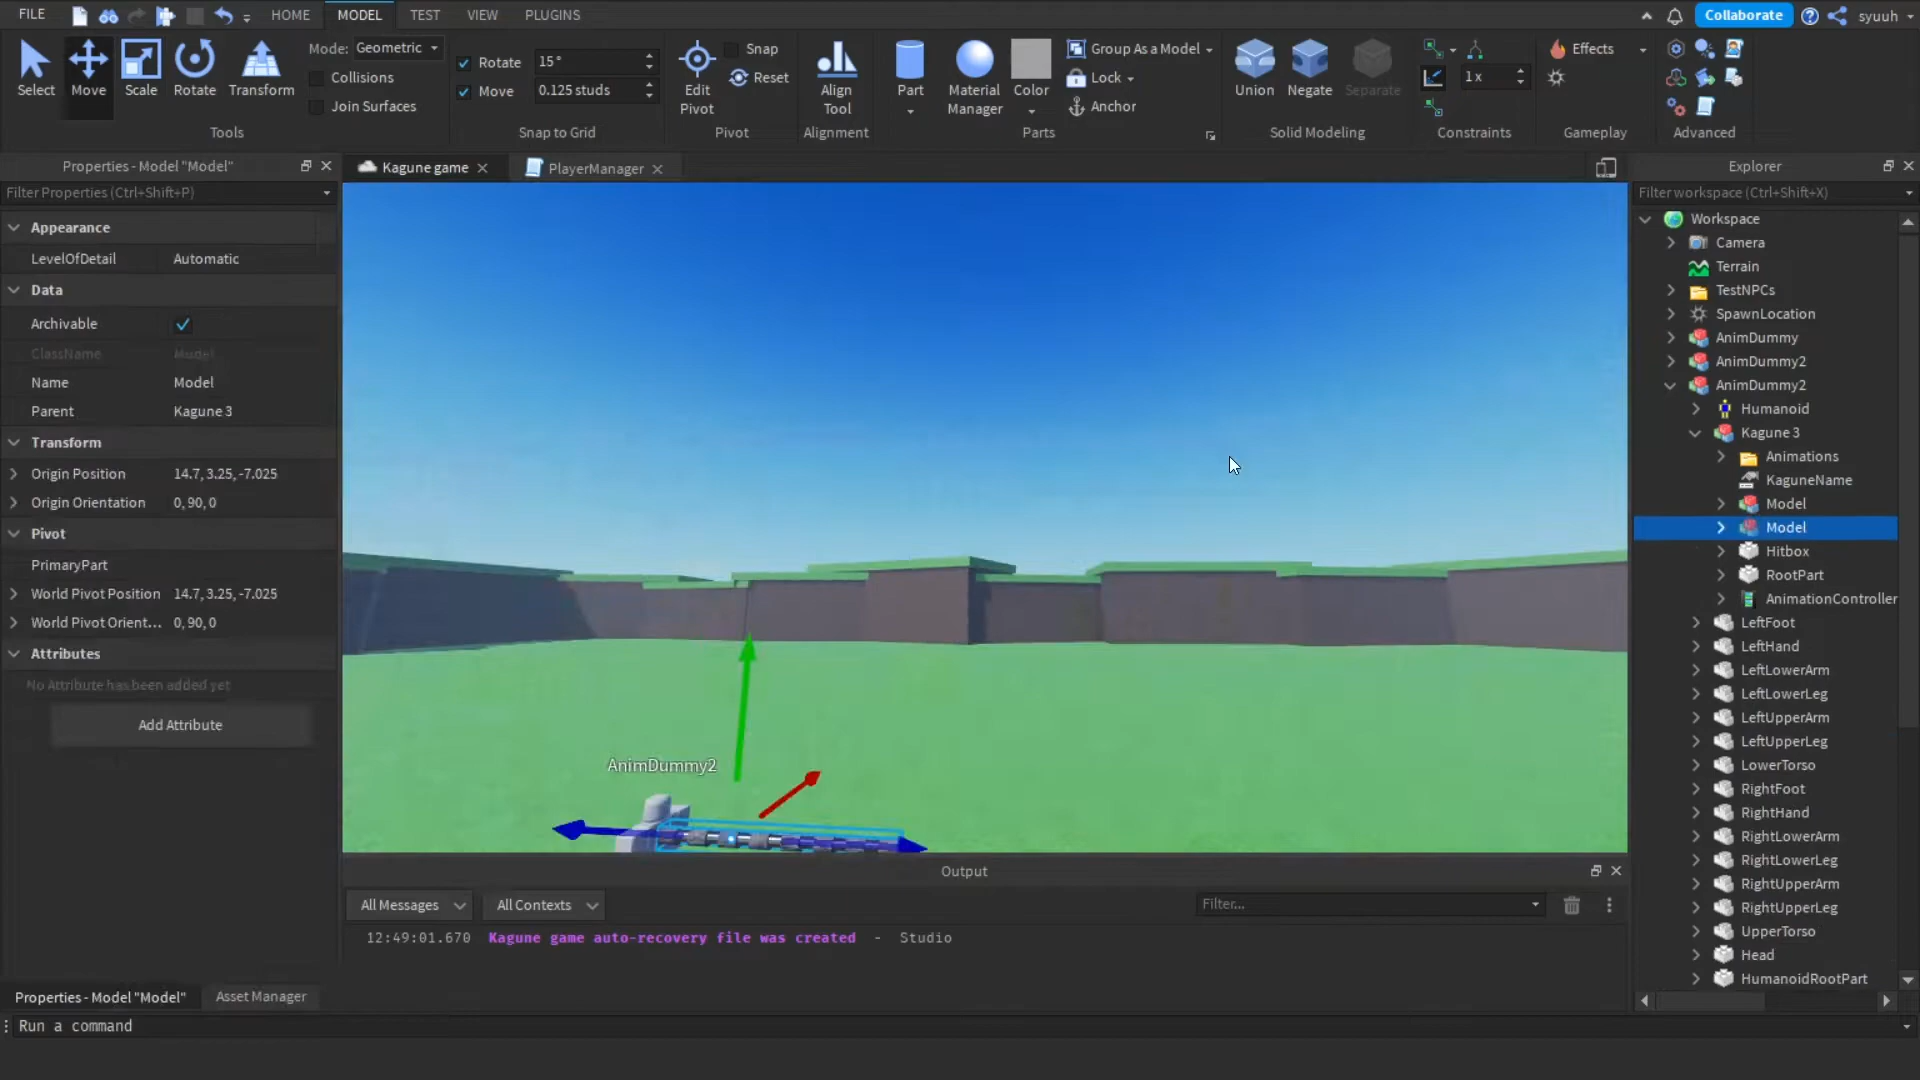 FILE
HOME
MODEL
TEST
VIEW
PLUGINS
Collaborate
syuuh
Select
Move
Scale
Rotate
Transform
Mode: Geometric
Collisions
Join Surfaces
Tools
Rotate 15°
Move 0.125 studs
Snap to Grid
Edit
Pivot
Snap
Reset
Pivot
Align
Tool
Alignment
Part
Material
Manager
Color
Group As a Model
Lock
Anchor
Parts
Union
Negate
Separate
Solid Modeling
1 x
Constraints
Effects
Gameplay
Advanced
Properties - Model "Model"
Filter Properties (Ctrl+Shift+P)
Appearance
LevelOfDetail Automatic
Data
Archivable
ClassName Model
Name Model
Parent Kagune 3
Transform
Origin Position 14.7, 3.25, -7.025
Origin Orientation 0, 90, 0
Pivot
PrimaryPart
World Pivot Position 14.7, 3.25, -7.025
World Pivot Orient... 0, 90, 0
Attributes
No Attribute has been added yet
Add Attribute
Properties - Model "Model"
Asset Manager
Run a command
Kagune game
PlayerManager
AnimDummy2
Output
All Messages
All Contexts
Filter...
12:49:01.670 Kagune game auto-recovery file was created - Studio
Explorer
Filter workspace (Ctrl+Shift+X)
Workspace
Camera
Terrain
TestNPCs
SpawnLocation
AnimDummy
AnimDummy2
AnimDummy2
Humanoid
Kagune 3
Animations
KaguneName
Model
Model
Hitbox
RootPart
AnimationController
LeftFoot
LeftHand
LeftLowerArm
LeftLowerLeg
LeftUpperArm
LeftUpperLeg
LowerTorso
RightFoot
RightHand
RightLowerArm
RightLowerLeg
RightUpperArm
RightUpperLeg
UpperTorso
Head
HumanoidRootPart